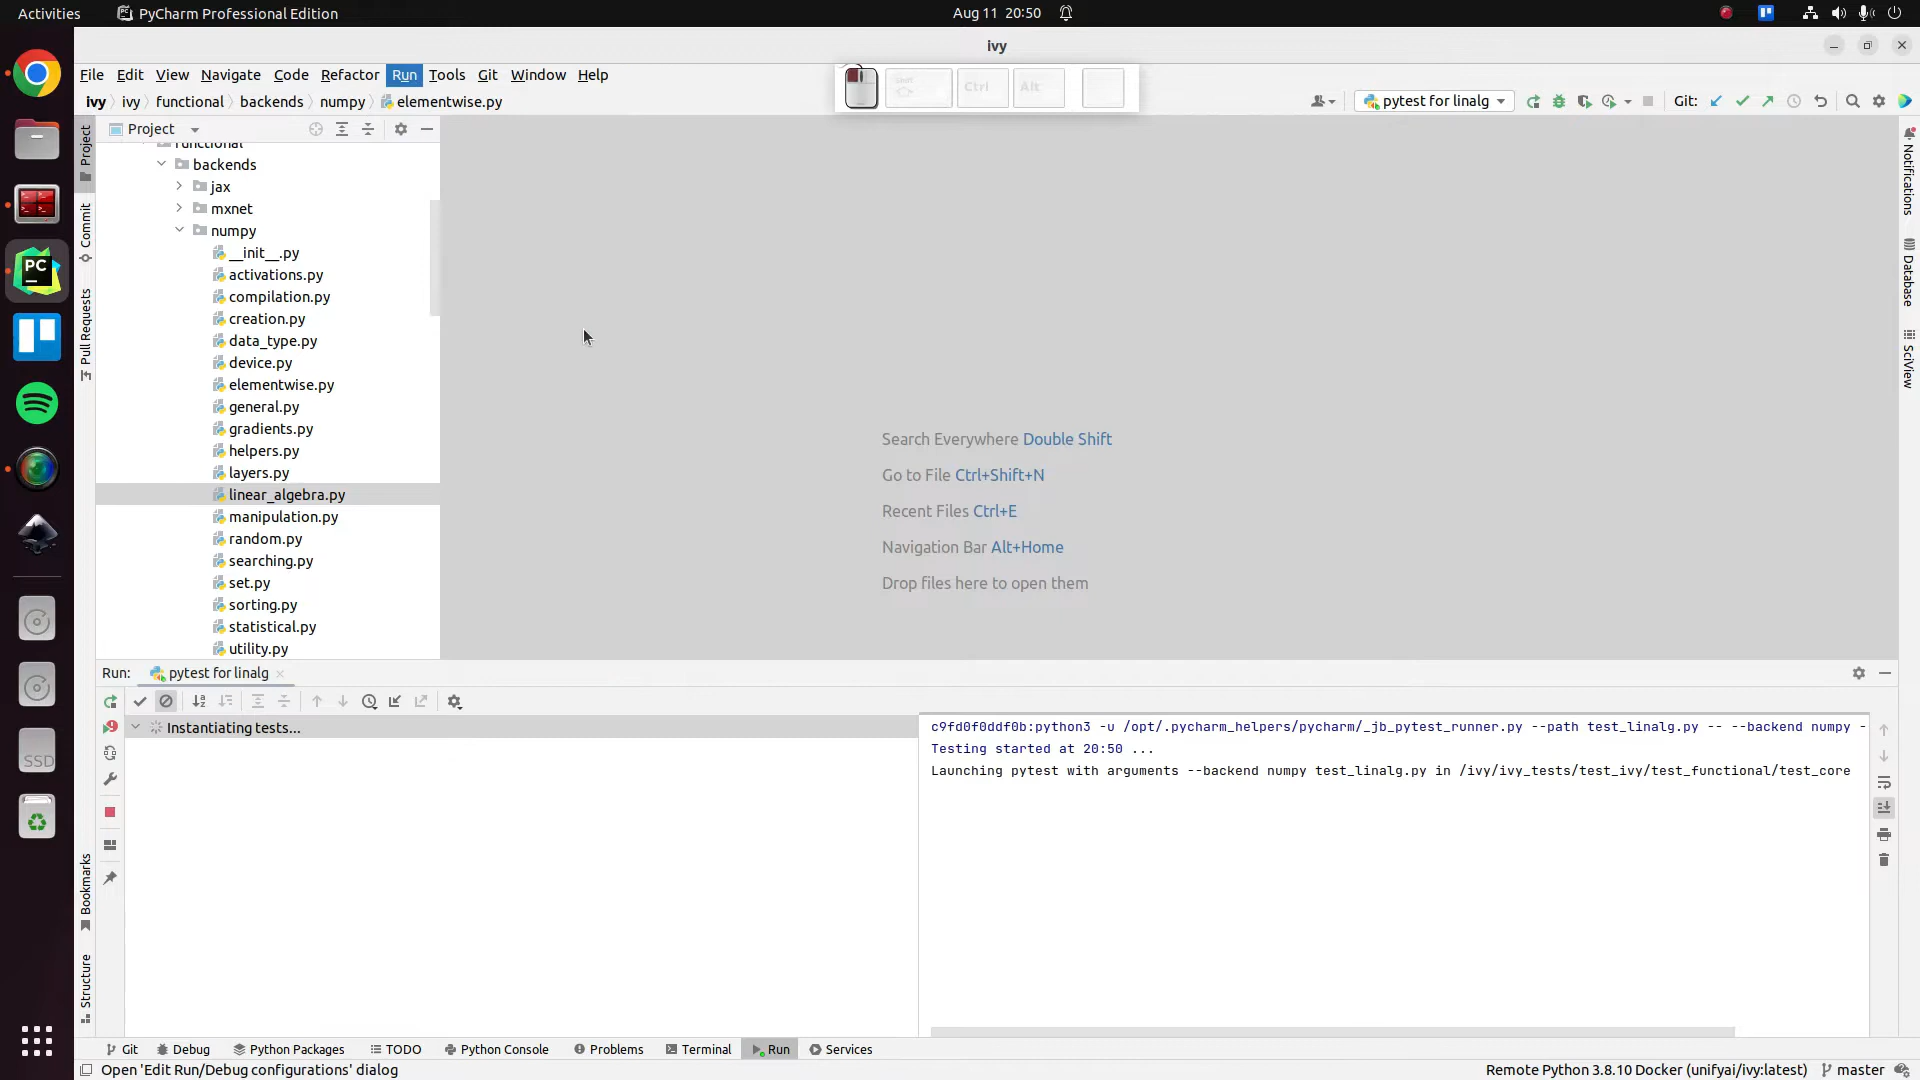 Activities
PyCharm Professional Edition
Aug 11 20:50
ivy
File Edit View Navigate Code Refactor Run Tools Git Window Help
Ctrl
Alt
ivy ivy functional backends numpy elementwise.py
pytest for linalg
Git:
Project
Project
Commit
Pull Requests
Bookmarks
Structure
Notifications
Database
SciView
functional
backends
jax
mxnet
numpy
__init__.py
activations.py
compilation.py
creation.py
data_type.py
device.py
elementwise.py
general.py
gradients.py
helpers.py
layers.py
linear_algebra.py
manipulation.py
random.py
searching.py
set.py
sorting.py
statistical.py
utility.py
PC
SSD
Search Everywhere Double Shift
Go to File Ctrl+Shift+N
Recent Files Ctrl+E
Navigation Bar Alt+Home
Drop files here to open them
Run: pytest for linalg
Instantiating tests...
c9fd0f0ddf0b:python3 -u /opt/.pycharm_helpers/pycharm/_jb_pytest_runner.py --path test_linalg.py -- --backend numpy -
Testing started at 20:50 ...
Launching pytest with arguments --backend numpy test_linalg.py in /ivy/ivy_tests/test_ivy/test_functional/test_core
Git Debug Python Packages TODO Python Console Problems Terminal Run Services
Open 'Edit Run/Debug configurations' dialog
Remote Python 3.8.10 Docker (unifyai/ivy:latest) master